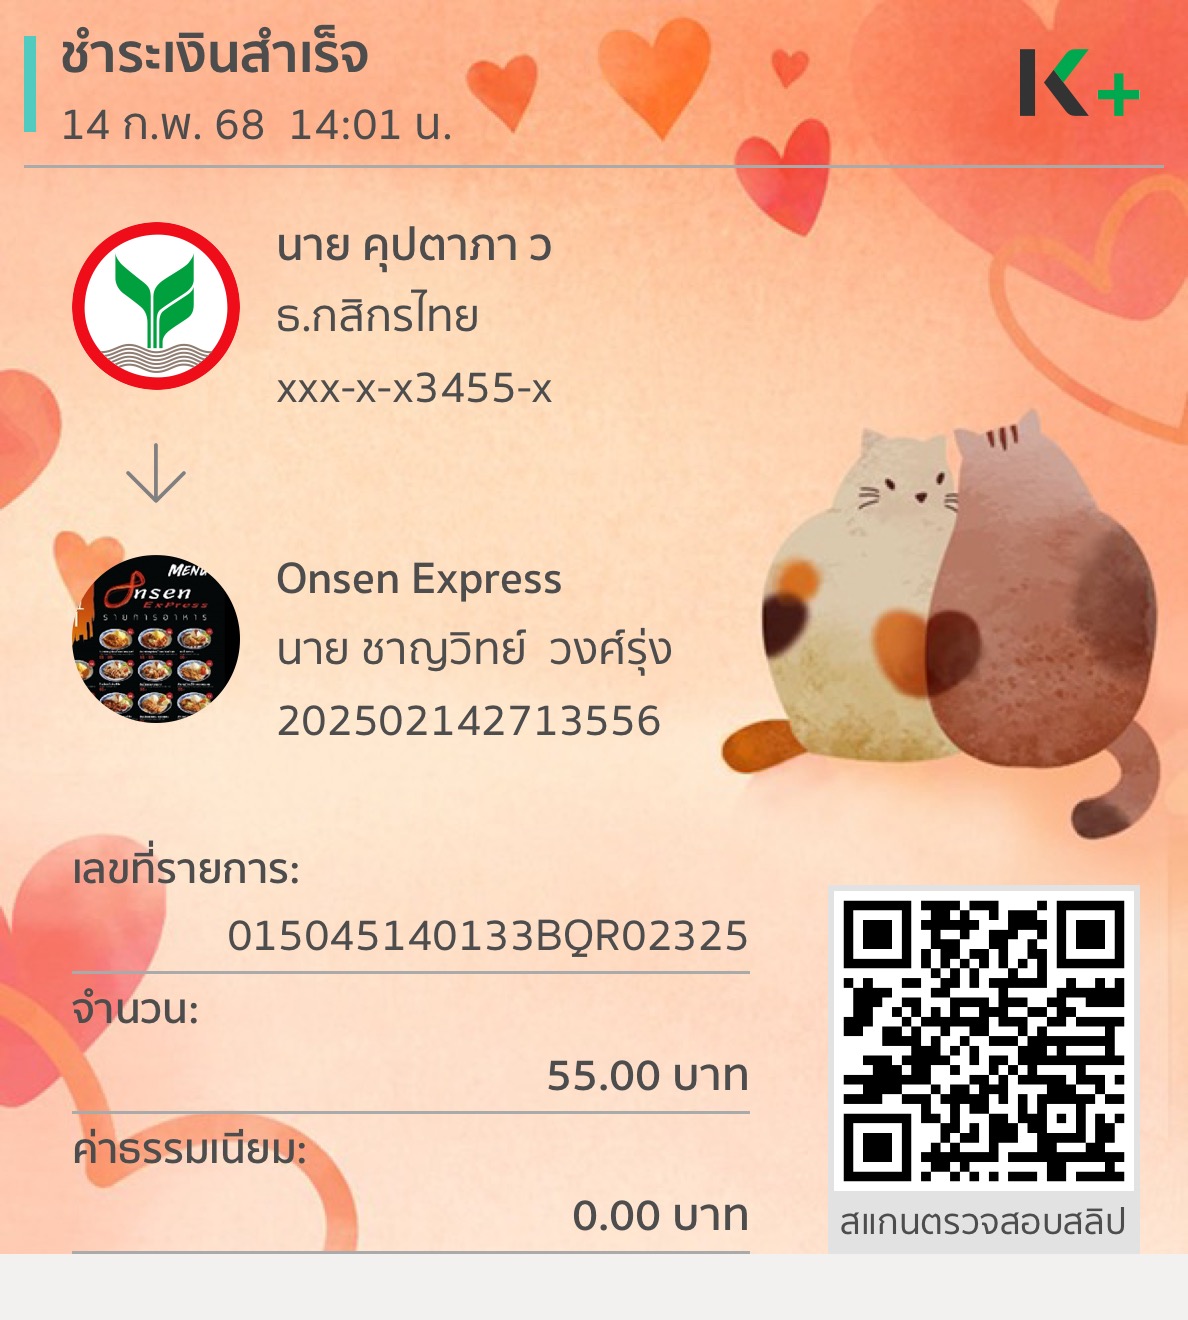 ชำระเงินสำเร็จ
14 ก.พ. 68  14:01 น.
K+
นาย คุปตาภา ว
ธ.กสิกรไทย
xxx-x-x3455-x
MENU
Onsen
ExPress
รายการอาหาร
Onsen Express
นาย ชาญวิทย์  วงศ์รุ่ง
202502142713556
เลขที่รายการ:
015045140133BQR02325
จำนวน:
55.00 บาท
ค่าธรรมเนียม:
0.00 บาท
สแกนตรวจสอบสลิป